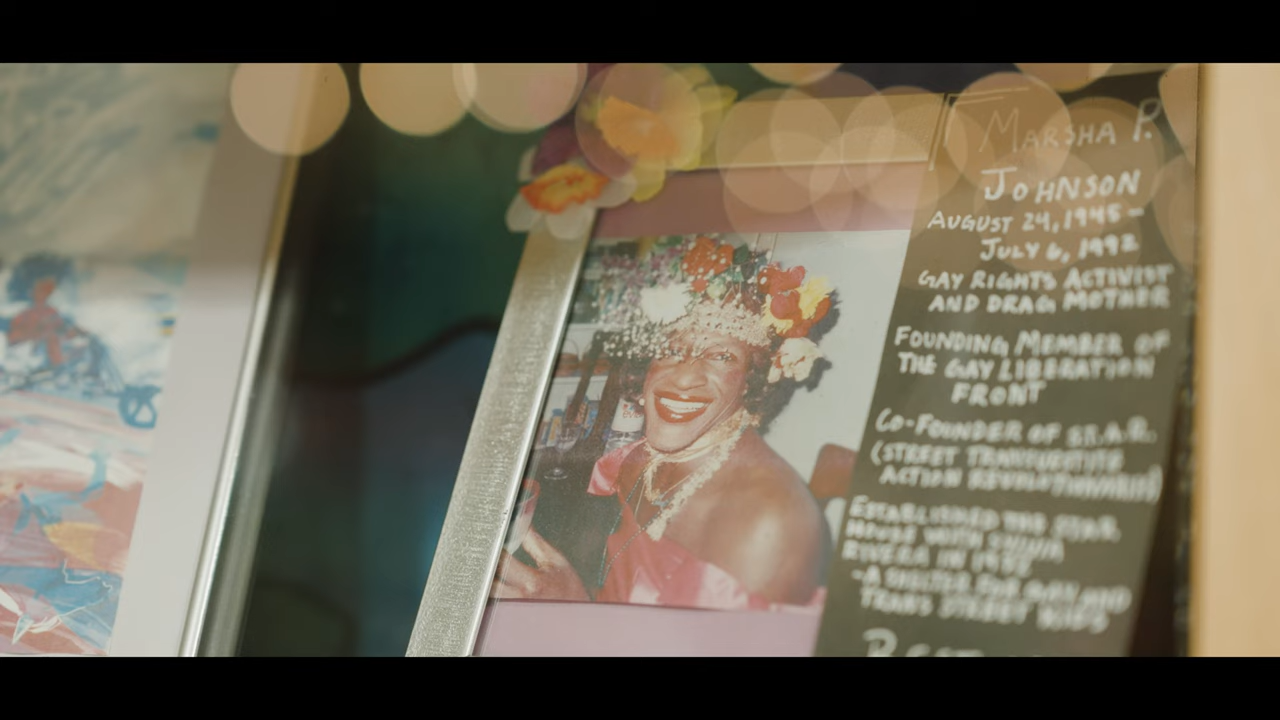 MARSHA P.
JOHNSON
AUGUST 24, 1945 -
JULY 6, 1992
GAY RIGHTS ACTIVIST
AND DRAG MOTHER
FOUNDING MEMBER OF
THE GAY LIBERATION
FRONT
CO-FOUNDER OF S.T.A.R.
(STREET TRANSVESTITE
ACTION REVOLUTIONARIES)
ESTABLISHED THE STAR
HOUSE WITH SYLVIA
RIVERA IN
-A SHELTER FOR GAY AND
TRANS STREET KIDS
REST